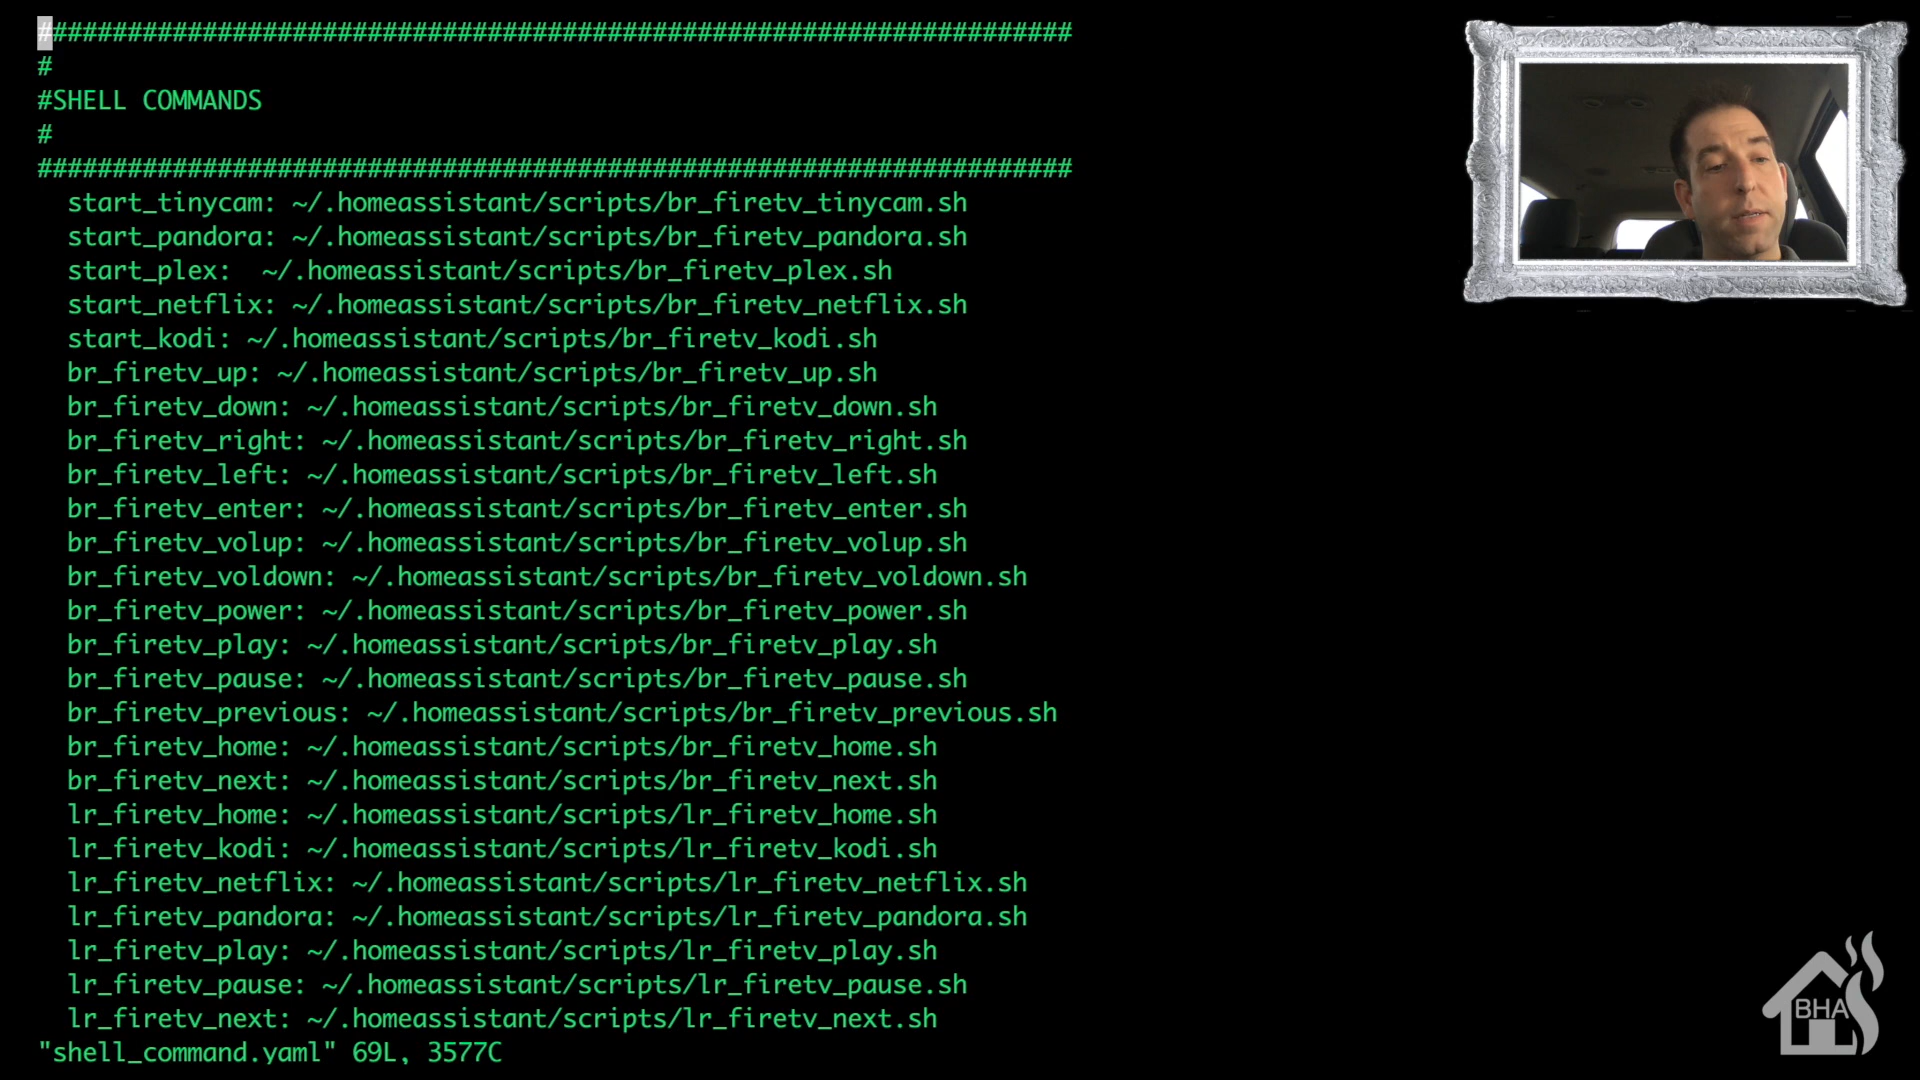 #####################################################################
#
#SHELL COMMANDS
#
#####################################################################
  start_tinycam: ~/.homeassistant/scripts/br_firetv_tinycam.sh
  start_pandora: ~/.homeassistant/scripts/br_firetv_pandora.sh
  start_plex:  ~/.homeassistant/scripts/br_firetv_plex.sh
  start_netflix: ~/.homeassistant/scripts/br_firetv_netflix.sh
  start_kodi: ~/.homeassistant/scripts/br_firetv_kodi.sh
  br_firetv_up: ~/.homeassistant/scripts/br_firetv_up.sh
  br_firetv_down: ~/.homeassistant/scripts/br_firetv_down.sh
  br_firetv_right: ~/.homeassistant/scripts/br_firetv_right.sh
  br_firetv_left: ~/.homeassistant/scripts/br_firetv_left.sh
  br_firetv_enter: ~/.homeassistant/scripts/br_firetv_enter.sh
  br_firetv_volup: ~/.homeassistant/scripts/br_firetv_volup.sh
  br_firetv_voldown: ~/.homeassistant/scripts/br_firetv_voldown.sh
  br_firetv_power: ~/.homeassistant/scripts/br_firetv_power.sh
  br_firetv_play: ~/.homeassistant/scripts/br_firetv_play.sh
  br_firetv_pause: ~/.homeassistant/scripts/br_firetv_pause.sh
  br_firetv_previous: ~/.homeassistant/scripts/br_firetv_previous.sh
  br_firetv_home: ~/.homeassistant/scripts/br_firetv_home.sh
  br_firetv_next: ~/.homeassistant/scripts/br_firetv_next.sh
  lr_firetv_home: ~/.homeassistant/scripts/lr_firetv_home.sh
  lr_firetv_kodi: ~/.homeassistant/scripts/lr_firetv_kodi.sh
  lr_firetv_netflix: ~/.homeassistant/scripts/lr_firetv_netflix.sh
  lr_firetv_pandora: ~/.homeassistant/scripts/lr_firetv_pandora.sh
  lr_firetv_play: ~/.homeassistant/scripts/lr_firetv_play.sh
  lr_firetv_pause: ~/.homeassistant/scripts/lr_firetv_pause.sh
  lr_firetv_next: ~/.homeassistant/scripts/lr_firetv_next.sh
"shell_command.yaml" 69L, 3577C
BHA